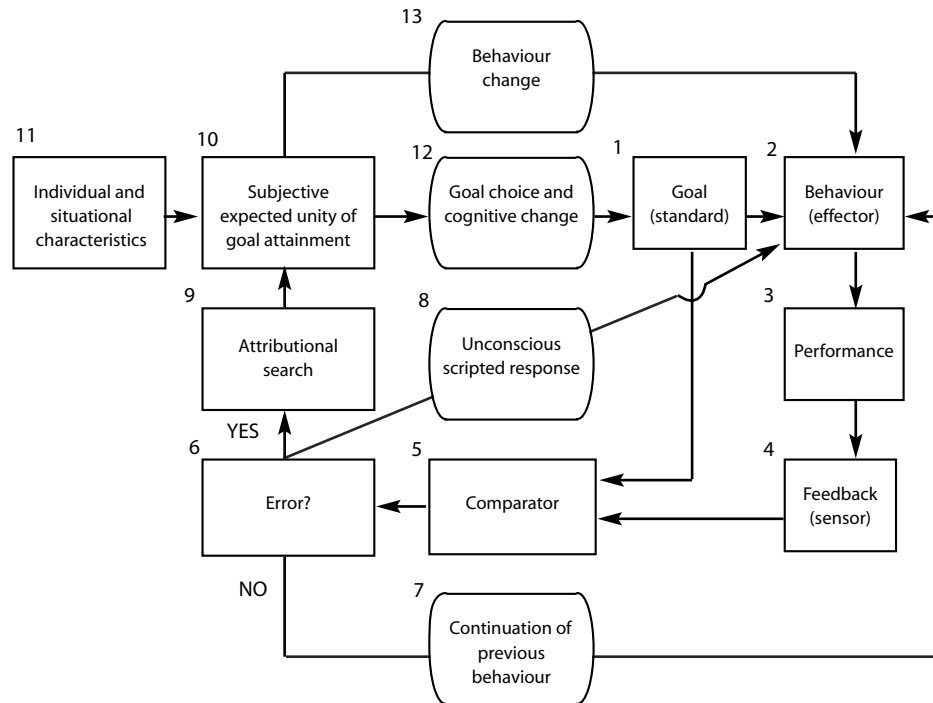 13
Behaviour
change
11
Individual and
situational
characteristics
10
Subjective
expected unity of
goal attainment
12
Goal choice and
cognitive change
1
Goal
(standard)
2
Behaviour
(effector)
9
Attributional
search
8
Unconscious
scripted response
3
Performance
YES
6
Error?
5
Comparator
4
Feedback
(sensor)
NO
7
Continuation of
previous
behaviour